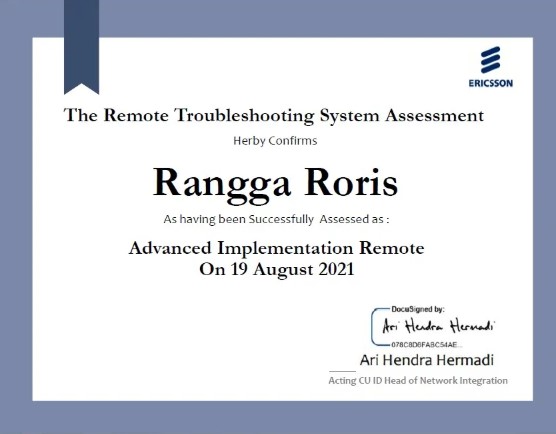 ERICSSON
The Remote Troubleshooting System Assessment
Herby Confirms
Rangga Roris
As having been Successfully Assessed as :
Advanced Implementation Remote
On 19 August 2021
DocuSigned by:
Ari Hendra Hermadi
078C8D8FA8C54AE...
Ari Hendra Hermadi
Acting CU ID Head of Network Integration